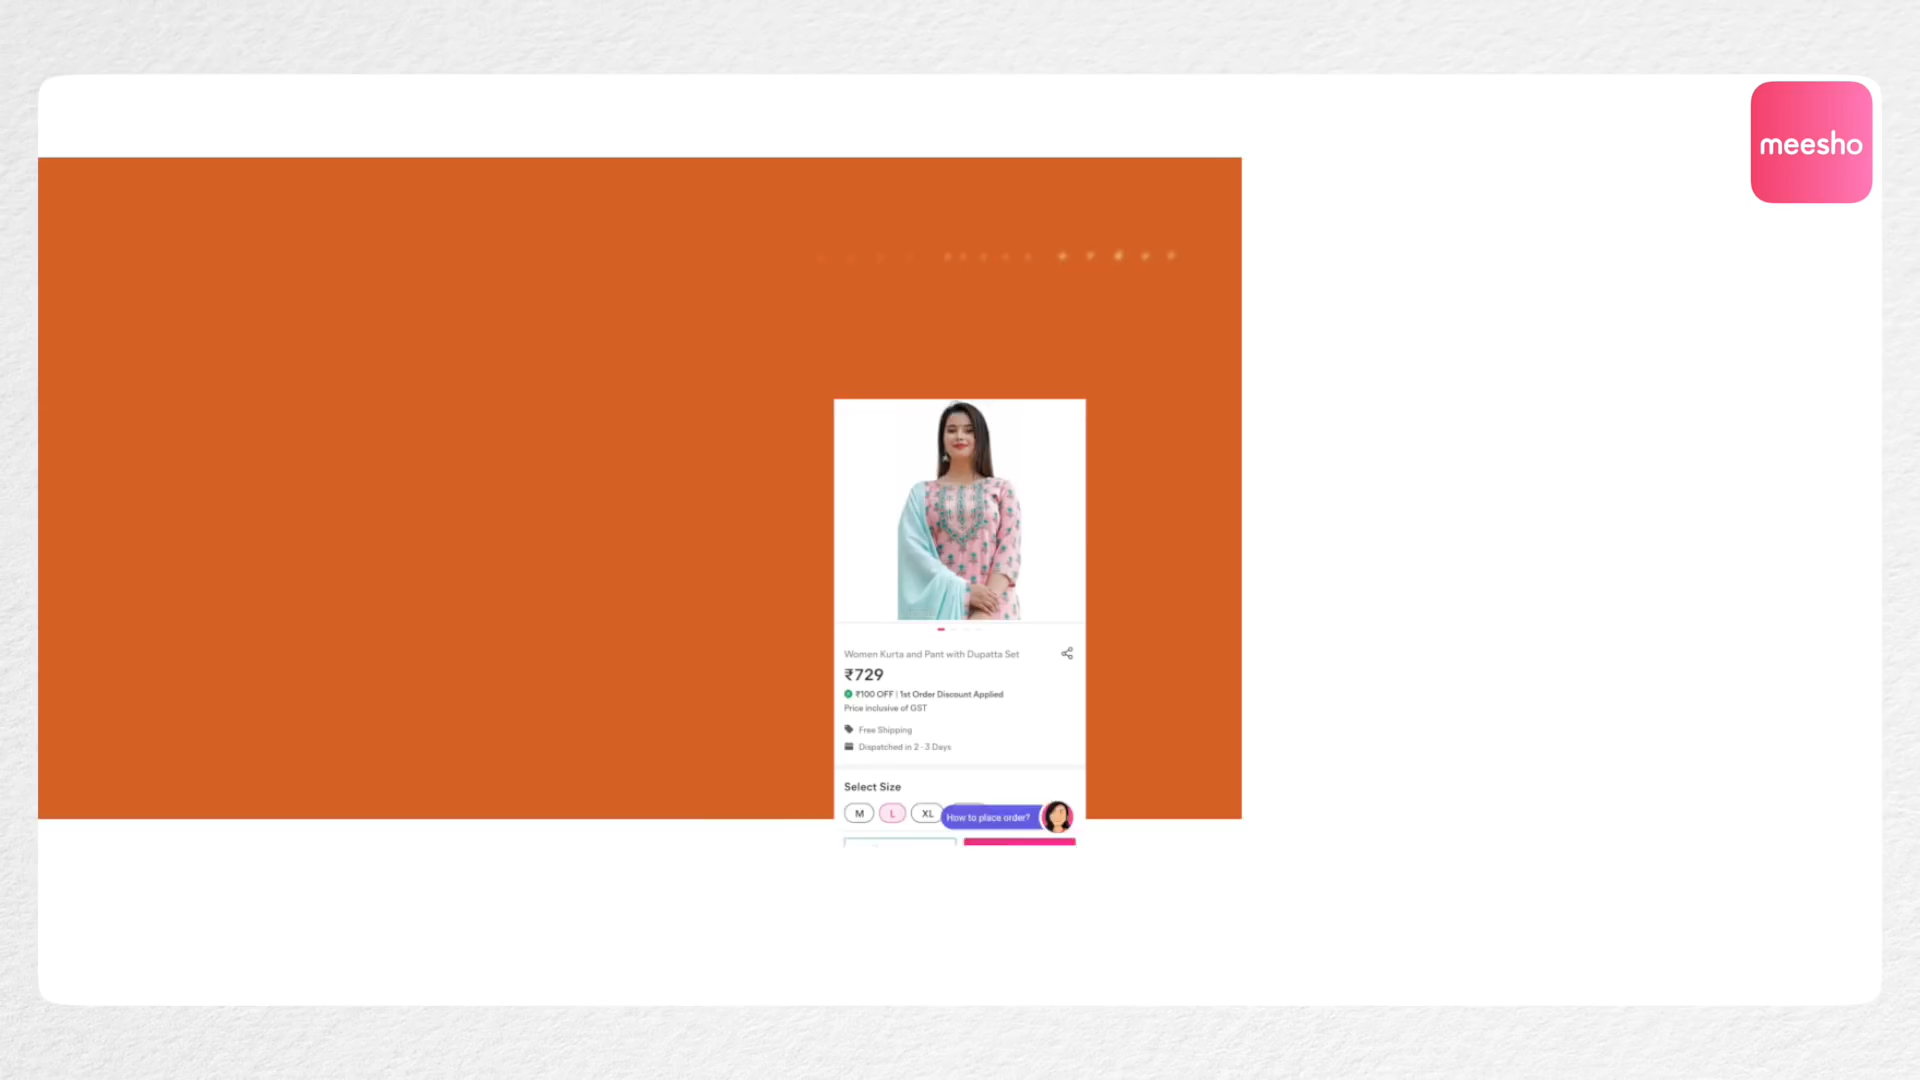 meesho
Women Kurta and Pant with Dupatta Set
₹729
₹100 OFF | 1st Order Discount Applied
Price inclusive of GST
Free Shipping
Dispatched in 2 - 3 Days
Select Size
M L XL
How to place order?